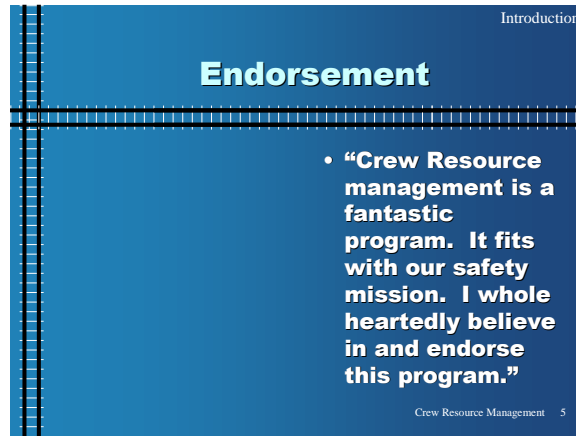 Introduction
Endorsement
• “Crew Resource
management is a
fantastic
program.  It fits
with our safety
mission.  I whole
heartedly believe
in and endorse
this program.”
Crew Resource Management 5